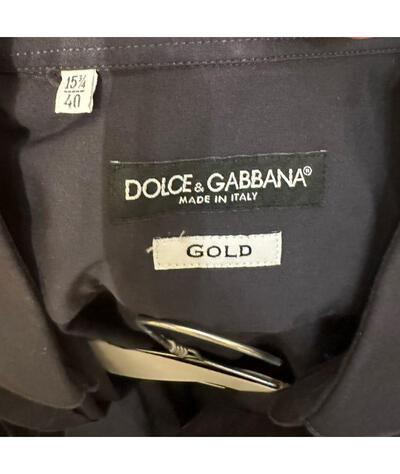 15¾
40
DOLCE & GABBANA®
MADE IN ITALY
GOLD